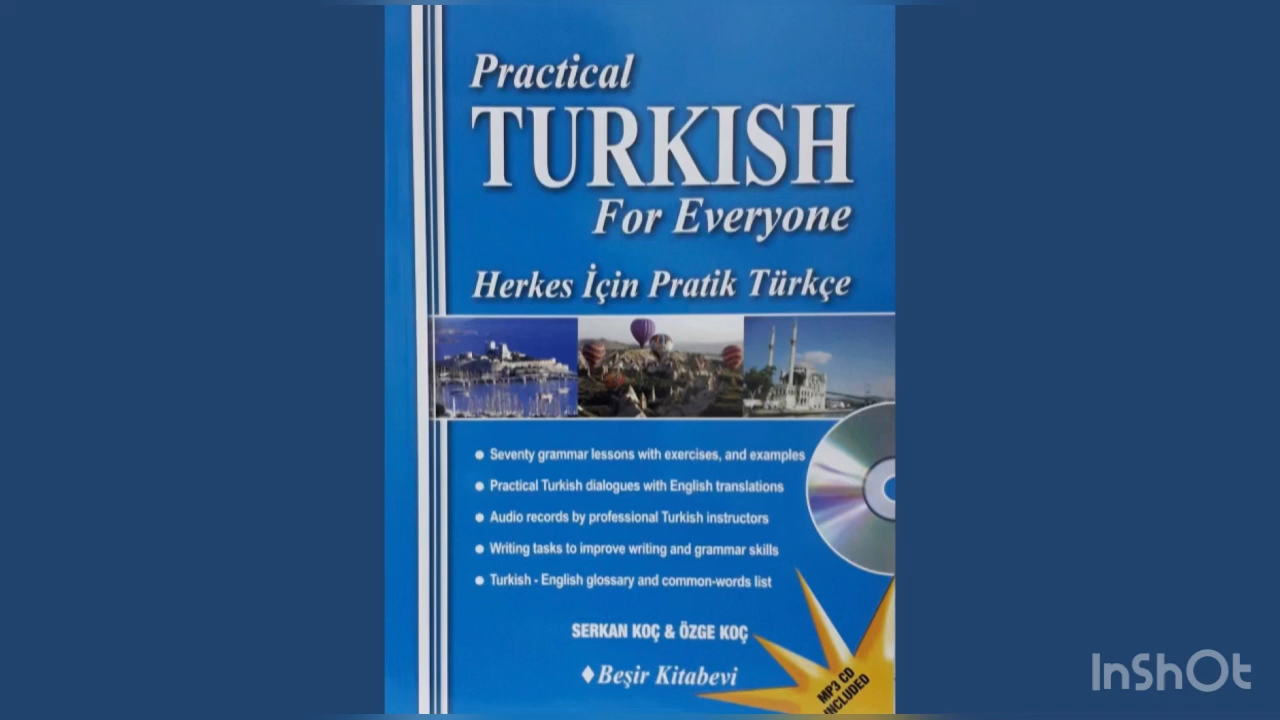 Practical
TURKISH
For Everyone
Herkes İçin Pratik Türkçe
Seventy grammar lessons with exercises, and examples
Practical Turkish dialogues with English translations
Audio records by professional Turkish instructors
Writing tasks to improve writing and grammar skills
Turkish - English glossary and common-words list
SERKAN KOÇ & ÖZGE KOÇ
Beşir Kitabevi
MP3 CD
INCLUDED
InShOt